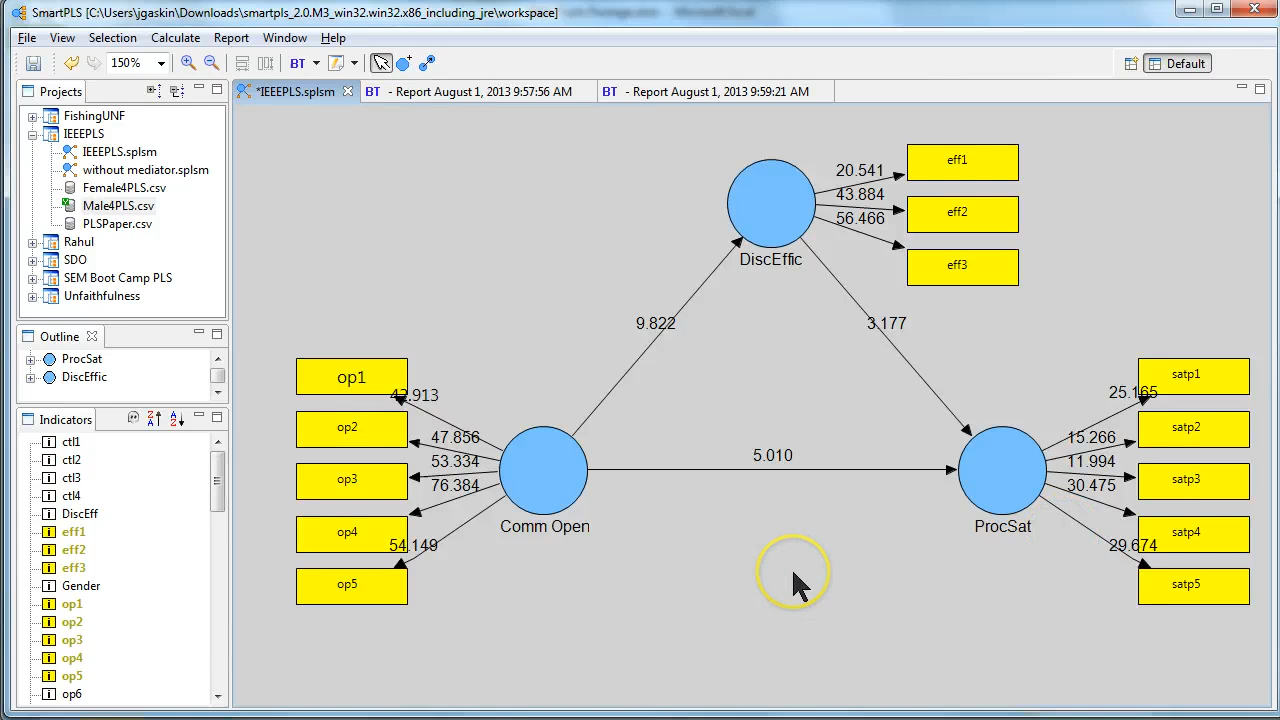 SmartPLS [C:\Users\jgaskin\Downloads\smartpls_2.0.M3_win32.win32.x86_including_jre\workspace]
File View Selection Calculate Report Window Help
150% BT Default
Projects
*IEEEPLS.splsm
BT - Report August 1, 2013 9:57:56 AM
BT - Report August 1, 2013 9:59:21 AM
FishingUNF
IEEEPLS
IEEEPLS.splsm
without mediator.splsm
Female4PLS.csv
Male4PLS.csv
PLSPaper.csv
Rahul
SDO
SEM Boot Camp PLS
Unfaithfulness
Outline
ProcSat
DiscEffic
Indicators
ctl1
ctl2
ctl3
ctl4
DiscEff
eff1
eff2
eff3
Gender
op1
op2
op3
op4
op5
op6
20.541
43.884
56.466
eff1
eff2
eff3
DiscEffic
9.822
3.177
op1
op2
op3
op4
op5
42.913
47.856
53.334
76.384
54.149
Comm Open
5.010
ProcSat
25.165
15.266
11.994
30.475
29.674
satp1
satp2
satp3
satp4
satp5